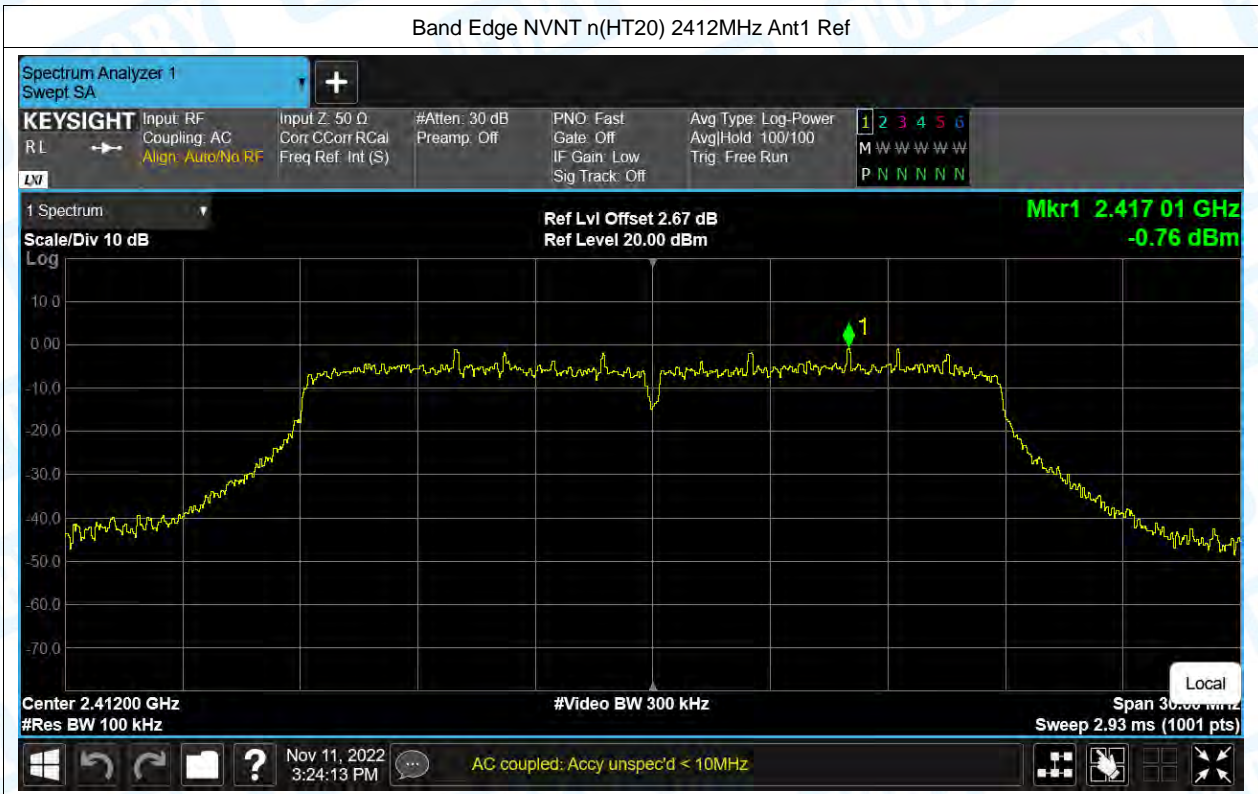 Band Edge NVNT n(HT20) 2412MHz Ant1 Ref
Spectrum Analyzer 1
Swept SA
KEYSIGHT
RL
LXI
Input: RF
Coupling: AC
Align: Auto/No RF
Input Z: 50 Ω
Corr CCorr RCal
Freq Ref: Int (S)
#Atten: 30 dB
Preamp: Off
PNO: Fast
Gate: Off
IF Gain: Low
Sig Track: Off
Avg Type: Log-Power
Avg|Hold: 100/100
Trig: Free Run
1 2 3 4 5 6
M W W W W W
P N N N N N
1 Spectrum
Scale/Div 10 dB
Ref Lvl Offset 2.67 dB
Ref Level 20.00 dBm
Mkr1 2.417 01 GHz
-0.76 dBm
Log
10.0
0.00
-10.0
-20.0
-30.0
-40.0
-50.0
-60.0
-70.0
1
Local
Center 2.41200 GHz
#Res BW 100 kHz
#Video BW 300 kHz
Span 30.00 MHz
Sweep 2.93 ms (1001 pts)
?
Nov 11, 2022
3:24:13 PM
AC coupled: Accy unspec'd < 10MHz